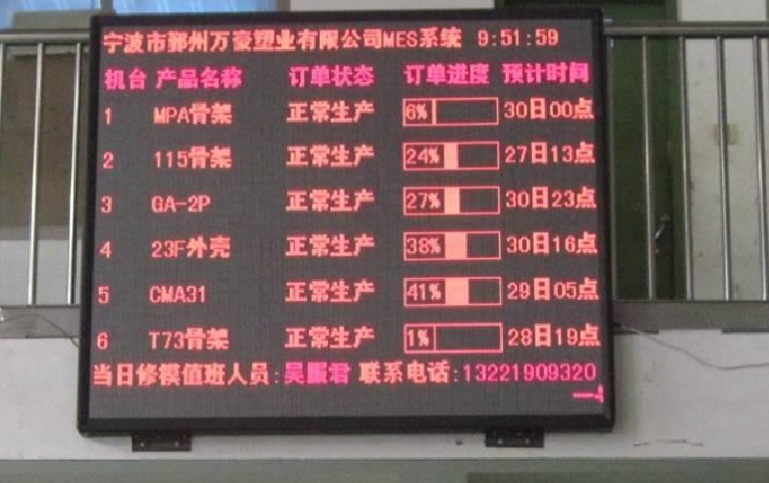 宁波市鄞州万豪塑业有限公司MES系统 9:51:59
机台 产品名称 订单状态 订单进度 预计时间
1 MPA骨架 正常生产 6% 30日00点
2 115骨架 正常生产 24% 27日13点
3 GA-2P 正常生产 27% 30日23点
4 23F外壳 正常生产 38% 30日16点
5 CMA31 正常生产 41% 29日05点
6 T73骨架 正常生产 1% 28日19点
当日修模值班人员:吴君 联系电话:13221909320